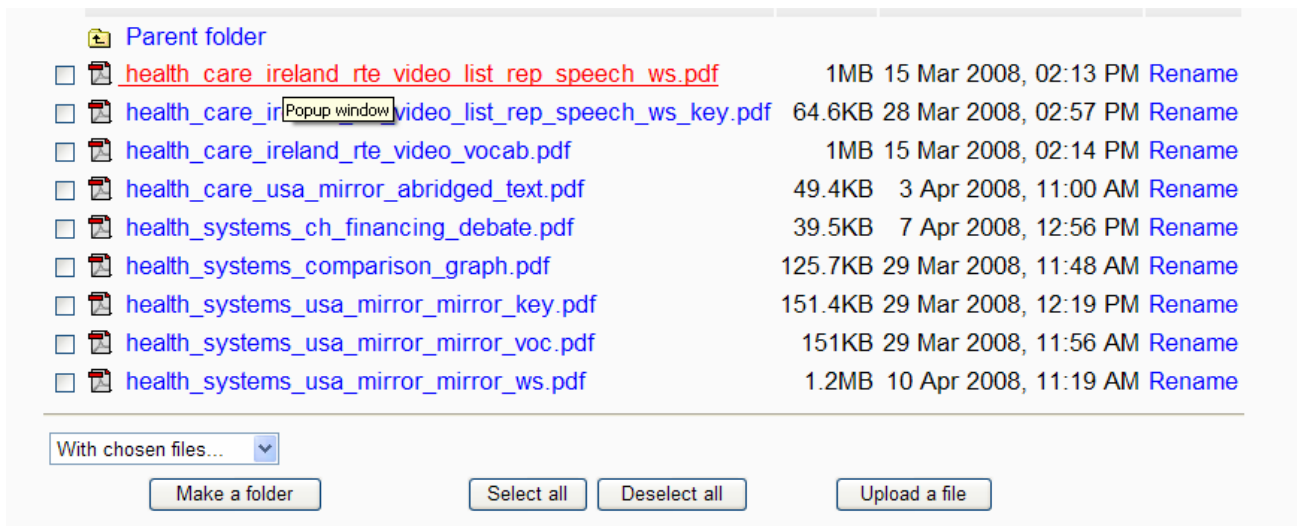 Parent folder
health_care_ireland_rte_video_list_rep_speech_ws.pdf 1MB 15 Mar 2008, 02:13 PM Rename
Popup window
health_care_ir video_list_rep_speech_ws_key.pdf 64.6KB 28 Mar 2008, 02:57 PM Rename
health_care_ireland_rte_video_vocab.pdf 1MB 15 Mar 2008, 02:14 PM Rename
health_care_usa_mirror_abridged_text.pdf 49.4KB 3 Apr 2008, 11:00 AM Rename
health_systems_ch_financing_debate.pdf 39.5KB 7 Apr 2008, 12:56 PM Rename
health_systems_comparison_graph.pdf 125.7KB 29 Mar 2008, 11:48 AM Rename
health_systems_usa_mirror_mirror_key.pdf 151.4KB 29 Mar 2008, 12:19 PM Rename
health_systems_usa_mirror_mirror_voc.pdf 151KB 29 Mar 2008, 11:56 AM Rename
health_systems_usa_mirror_mirror_ws.pdf 1.2MB 10 Apr 2008, 11:19 AM Rename
With chosen files...
Make a folder Select all Deselect all Upload a file